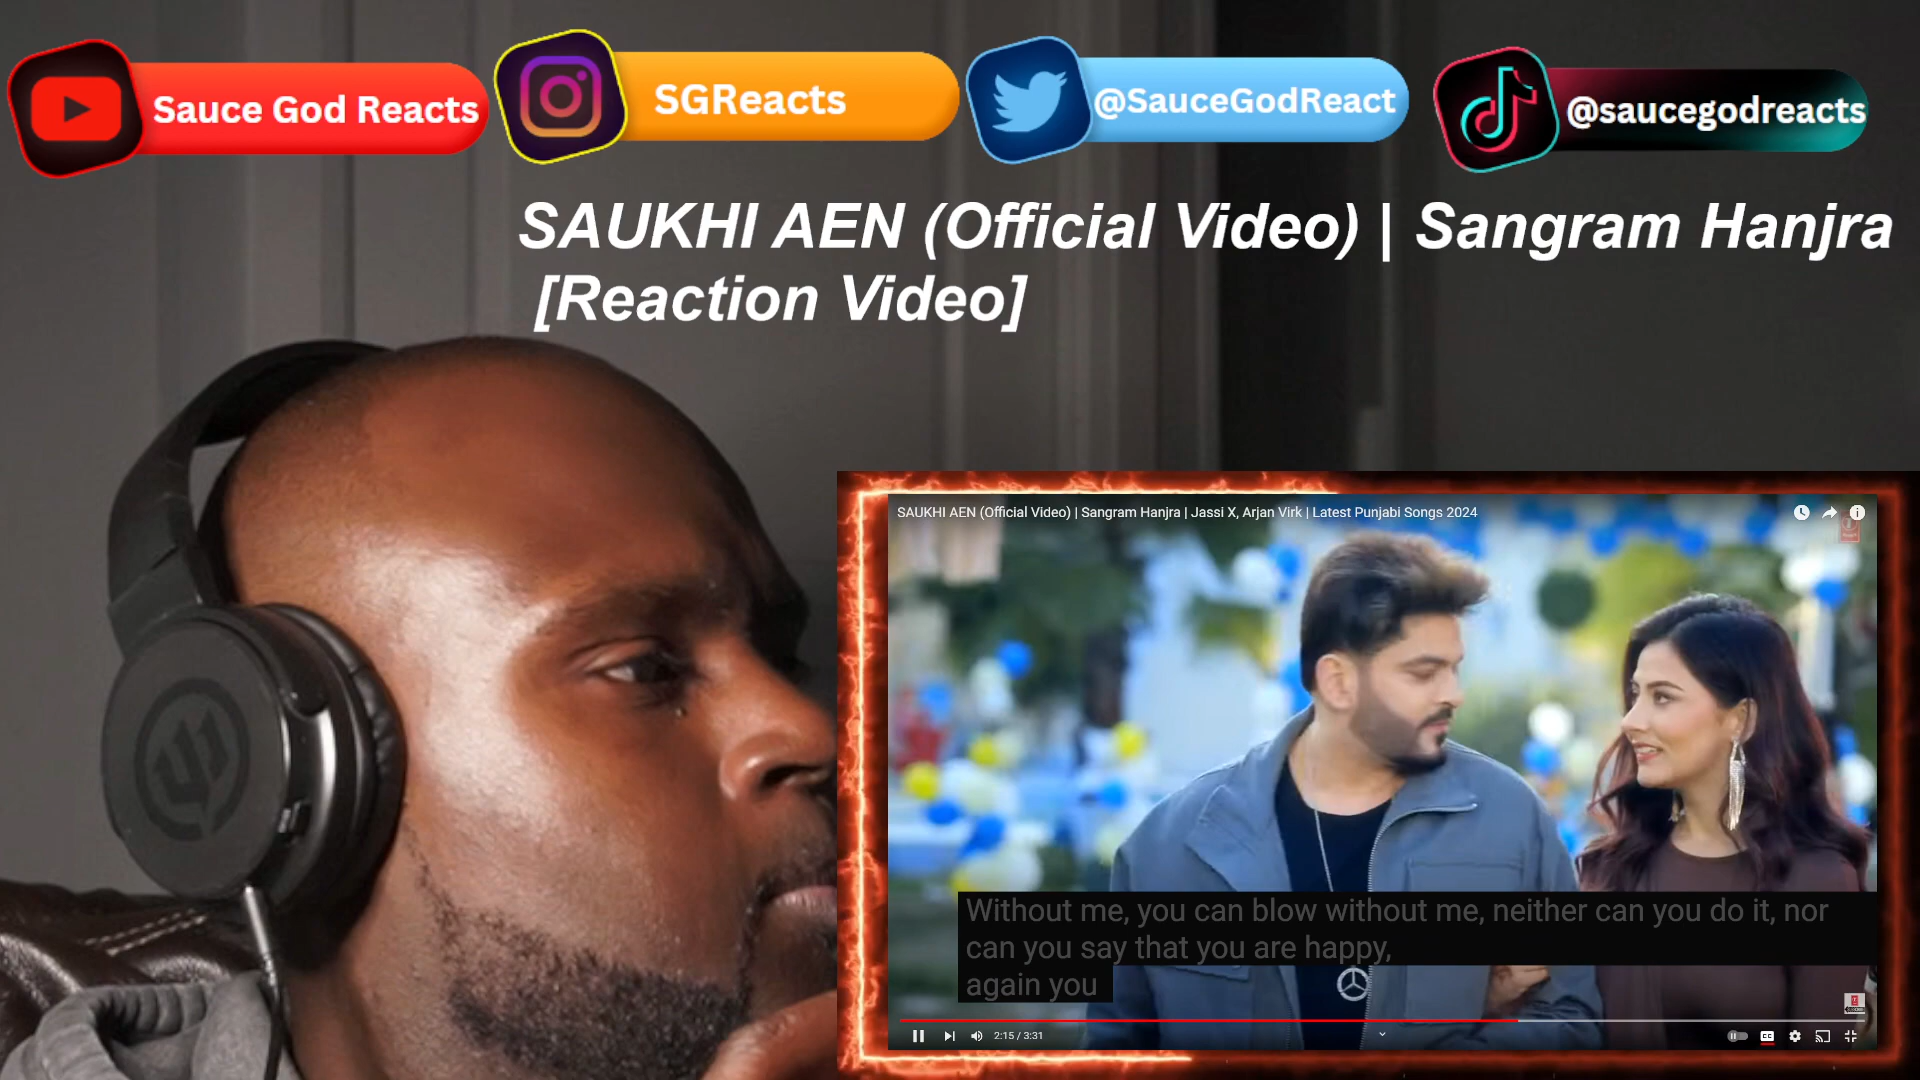 Sauce God Reacts
SGReacts
@SauceGodReact
@saucegodreacts
SAUKHI AEN (Official Video) | Sangram Hanjra
[Reaction Video]
SAUKHI AEN (Official Video) | Sangram Hanjra | Jassi X, Arjan Virk | Latest Punjabi Songs 2024
Without me, you can blow without me, neither can you do it, nor
can you say that you are happy,
again you
2:15 / 3:31